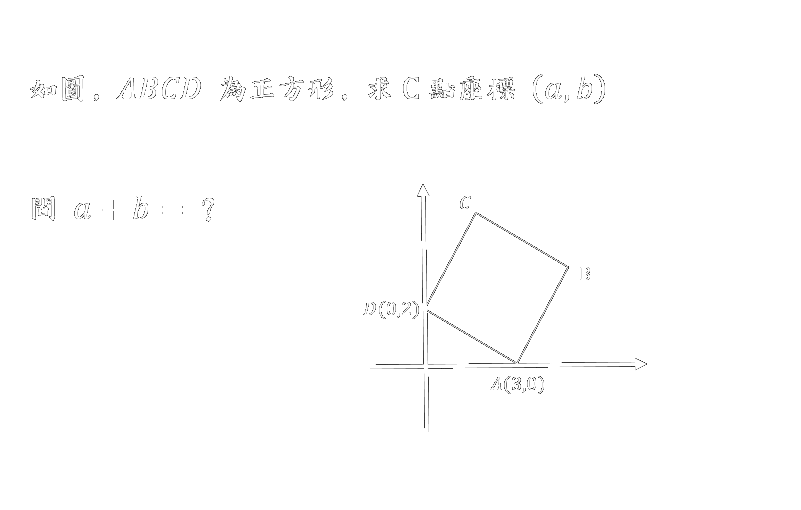 如圖，ABCD 為正方形，求 C 點座標 (a, b)
問 a + b = ?
C
B
D(0,2)
A(3,0)